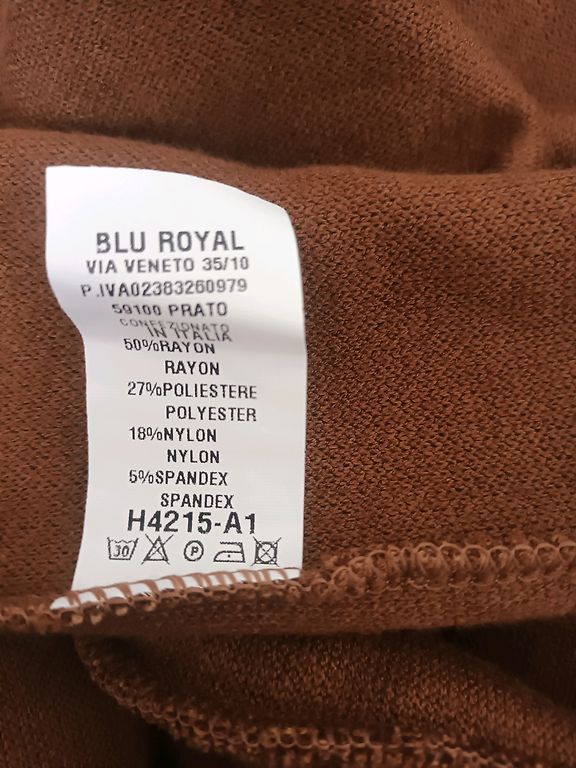 BLU ROYAL
VIA VENETO 35/10
P.IVA02383260979
59100 PRATO
CONFEZIONATO
IN ITALIA
50%RAYON
RAYON
27%POLIESTERE
POLYESTER
18%NYLON
NYLON
5%SPANDEX
SPANDEX
H4215-A1
30 P